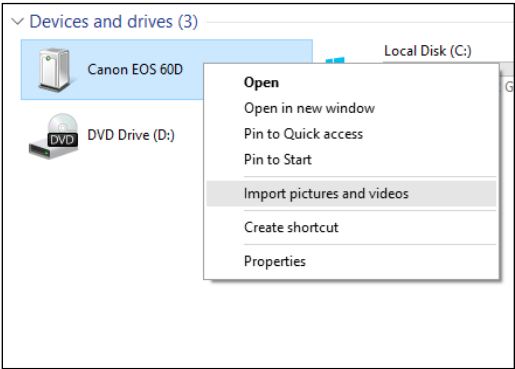 Devices and drives (3)
Canon EOS 60D
Local Disk (C:)
G
DVD Drive (D:)
DVD
Open
Open in new window
Pin to Quick access
Pin to Start
Import pictures and videos
Create shortcut
Properties